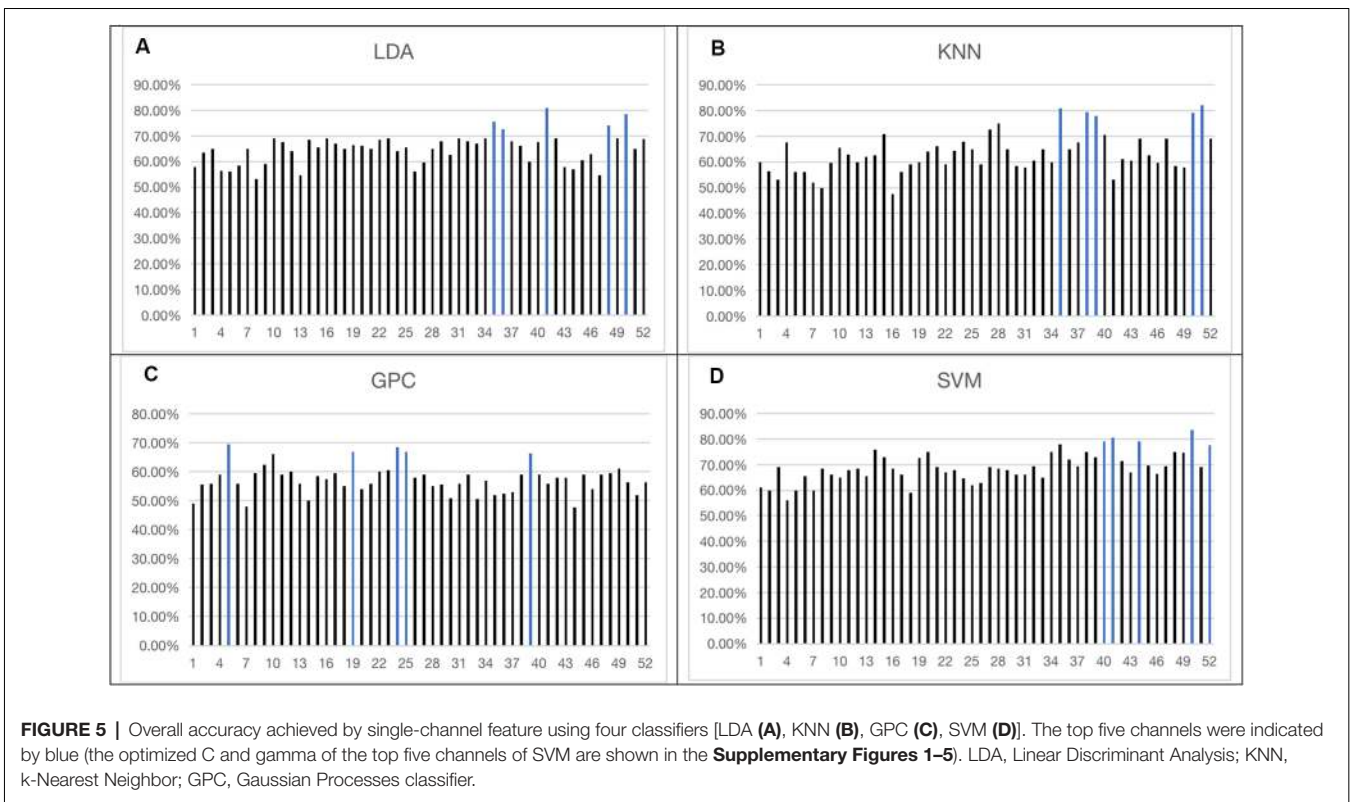 A
LDA
90.00%
80.00%
70.00%
60.00%
50.00%
40.00%
30.00%
20.00%
10.00%
0.00%
1 4 7 10 13 16 19 22 25 28 31 34 37 40 43 46 49 52
B
KNN
90.00%
80.00%
70.00%
60.00%
50.00%
40.00%
30.00%
20.00%
10.00%
0.00%
1 4 7 10 13 16 19 22 25 28 31 34 37 40 43 46 49 52
C
GPC
80.00%
70.00%
60.00%
50.00%
40.00%
30.00%
20.00%
10.00%
0.00%
1 4 7 10 13 16 19 22 25 28 31 34 37 40 43 46 49 52
D
SVM
90.00%
80.00%
70.00%
60.00%
50.00%
40.00%
30.00%
20.00%
10.00%
0.00%
1 4 7 10 13 16 19 22 25 28 31 34 37 40 43 46 49 52
FIGURE 5 | Overall accuracy achieved by single-channel feature using four classifiers [LDA (A), KNN (B), GPC (C), SVM (D)]. The top five channels were indicated
by blue (the optimized C and gamma of the top five channels of SVM are shown in the Supplementary Figures 1–5). LDA, Linear Discriminant Analysis; KNN,
k-Nearest Neighbor; GPC, Gaussian Processes classifier.